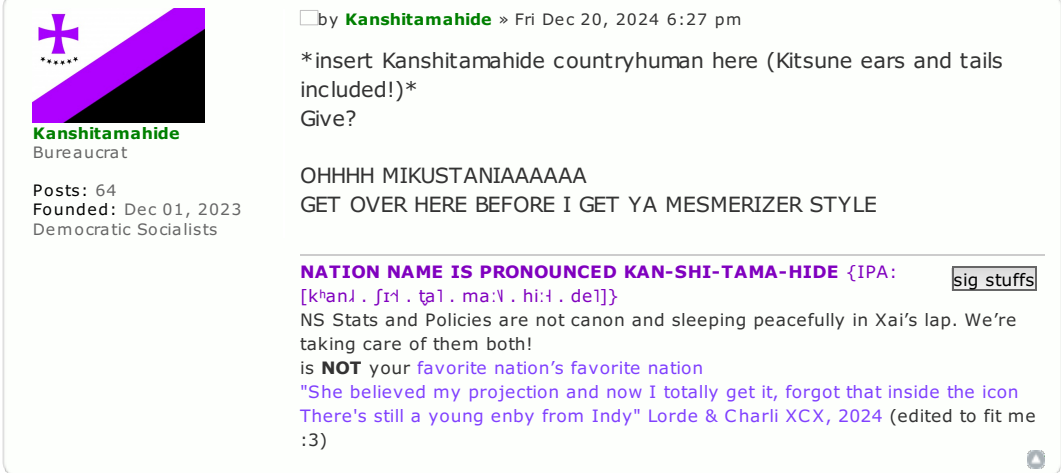 by Kanshitamahide » Fri Dec 20, 2024 6:27 pm
*insert Kanshitamahide countryhuman here (Kitsune ears and tails
included!)*
Give?
OHHHH MIKUSTANIAAAAAA
GET OVER HERE BEFORE I GET YA MESMERIZER STYLE
Kanshitamahide
Bureaucrat
Posts: 64
Founded: Dec 01, 2023
Democratic Socialists
NATION NAME IS PRONOUNCED KAN-SHI-TAMA-HIDE {IPA:
[kʰan˩˥ . ʃɪ˧ . t̪a˥ . maː˥˩ . hiː˧ . de˥]}
sig stuffs
NS Stats and Policies are not canon and sleeping peacefully in Xai’s lap. We’re
taking care of them both!
is NOT your favorite nation’s favorite nation
"She believed my projection and now I totally get it, forgot that inside the icon
There's still a young enby from Indy" Lorde & Charli XCX, 2024 (edited to fit me
:3)